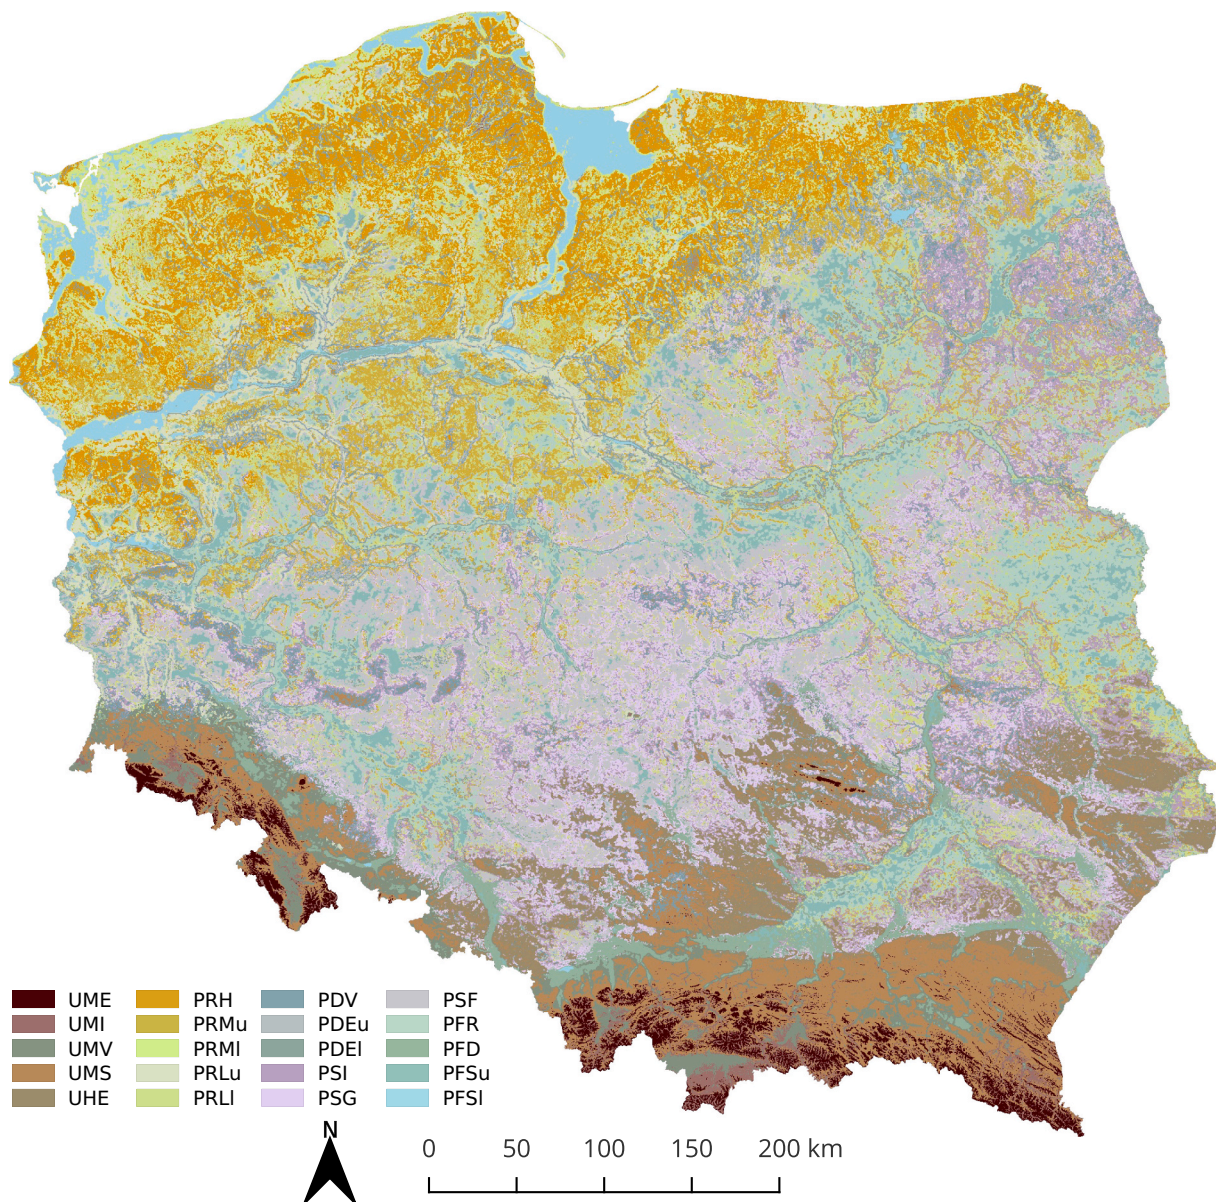 UME PRH PDV PSF
UMI PRMu PDEu PFR
UMV PRMl PDEl PFD
UMS PRLu PSI PFSu
UHE PRLl PSG PFSl
N
0 50 100 150 200 km